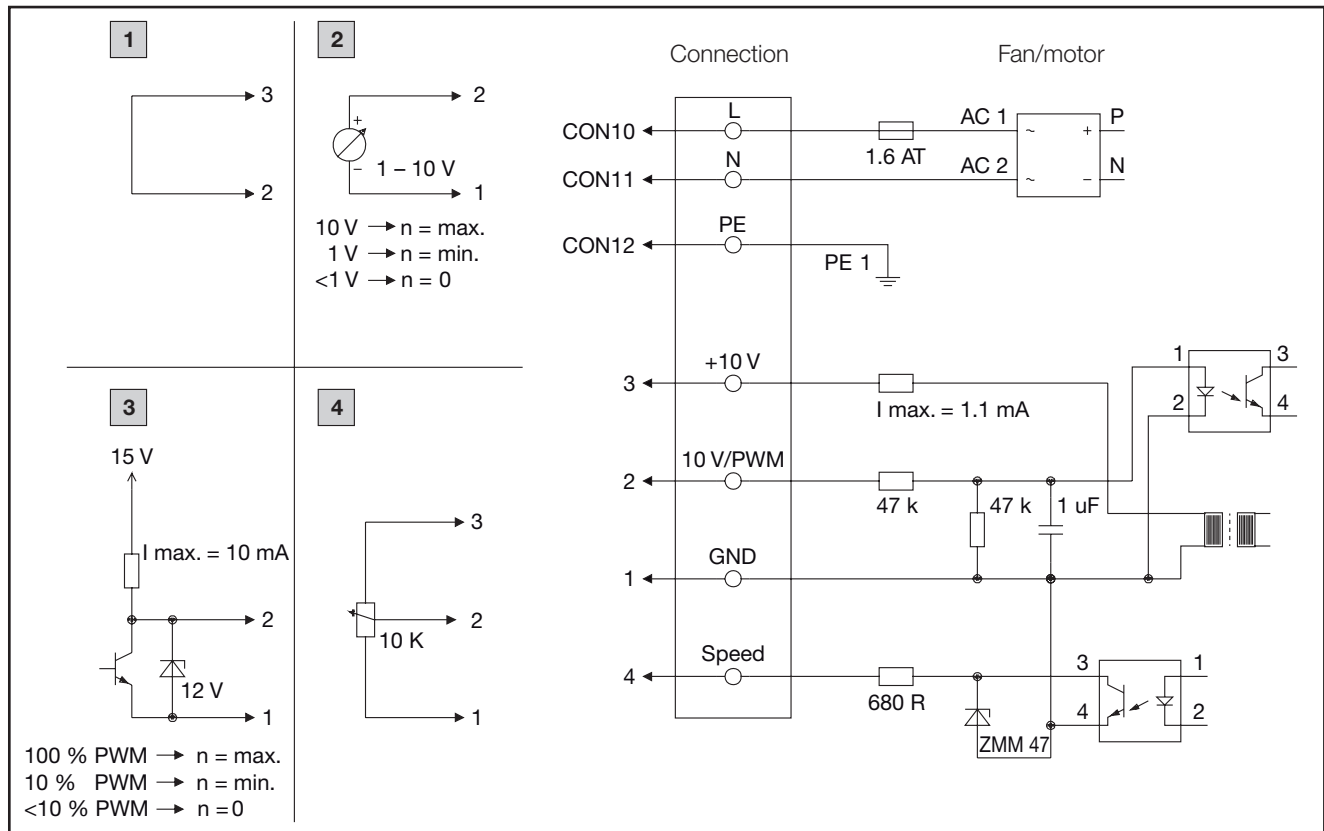 1
3
2
2
2
+
–
1 – 10 V
1
10 V → n = max.
1 V → n = min.
<1 V → n = 0
3
15 V
I max. = 10 mA
2
12 V
1
100 % PWM → n = max.
10 % PWM → n = min.
<10 % PWM → n = 0
4
3
2
10 K
1
Connection
Fan/motor
CON10
L
1.6 AT
AC 1
~
+
P
CON11
N
AC 2
~
–
N
CON12
PE
PE 1
3
+10 V
I max. = 1.1 mA
1
2
3
4
2
10 V/PWM
47 k
47 k
1 uF
1
GND
4
Speed
680 R
ZMM 47
3
4
1
2